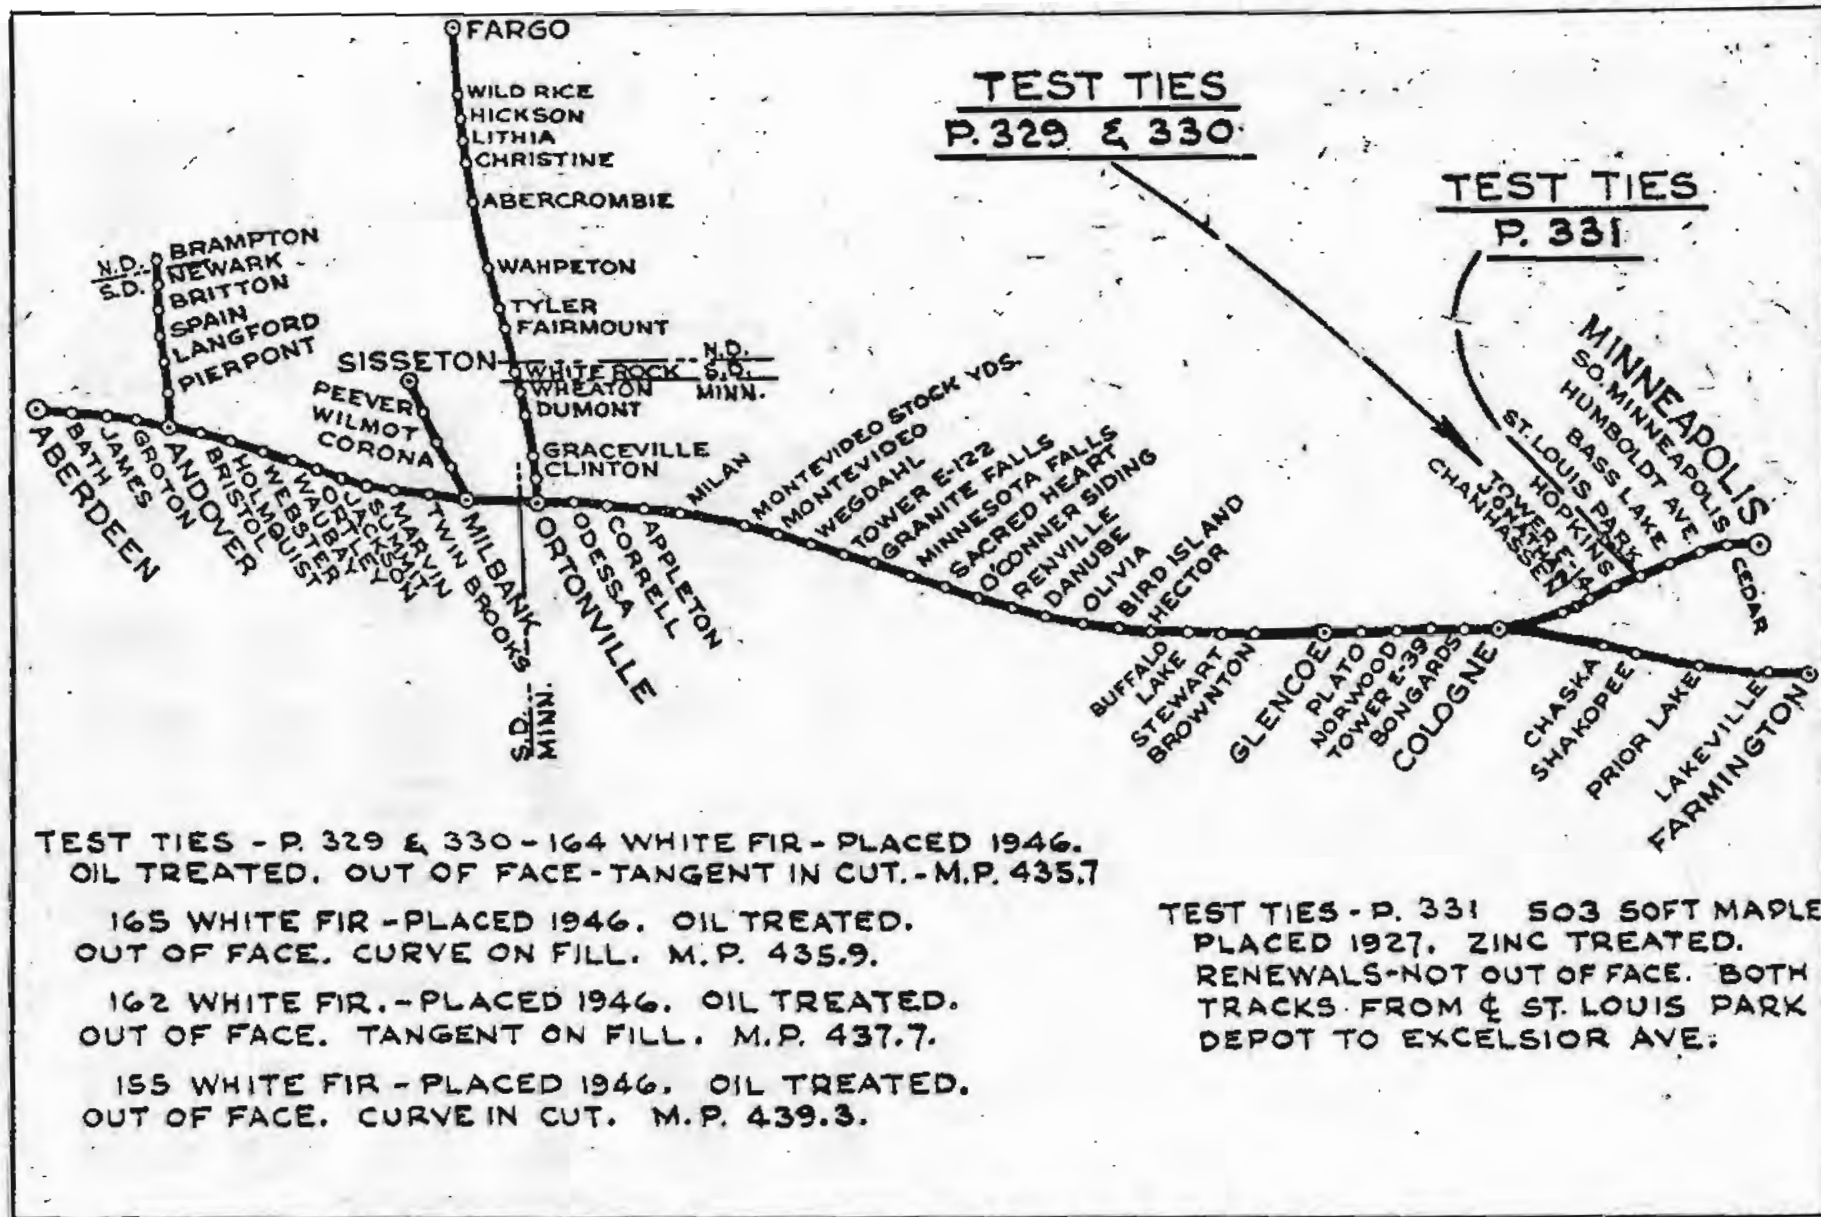 FARGO
WILD RICE
HICKSON
LITHIA
CHRISTINE
ABERCROMBIE
WAHPETON
TYLER
FAIRMOUNT
WHITE ROCK
WHEATON
DUMONT
GRACEVILLE
CLINTON
N.D.
S.D.
MINN.
TEST TIES
P. 329 & 330
TEST TIES
P. 331
N.D.
S.D.
BRAMPTON
NEWARK
BRITTON
SPAIN
LANGFORD
PIERPONT
SISSETON
PEEVER
WILMOT
CORONA
ABERDEEN
BATH
JAMES
GROTON
ANDOVER
BRISTOL
HOLMQUIST
WEBSTER
WAUBAY
ORTLEY
JACKSON
SUMMIT
MARVIN
TWIN BROOKS
MILBANK
S.D.
MINN.
ORTONVILLE
ODESSA
CORRELL
APPLETON
MILAN
MONTEVIDEO STOCK YDS.
MONTEVIDEO
WEGDAHL
TOWER E-122
GRANITE FALLS
MINNESOTA FALLS
SACRED HEART
O'CONNER SIDING
RENVILLE
DANUBE
OLIVIA
BIRD ISLAND
HECTOR
BUFFALO
LAKE
STEWART
BROWNTON
GLENCOE
PLATO
NORWOOD
TOWER E-39
BONGARDS
COLOGNE
CHANHASSEN
JONATHAN
TOWER E-14
HOPKINS
ST. LOUIS PARK
BASS LAKE
HUMBOLDT AVE
SO. MINNEAPOLIS
MINNEAPOLIS
CEDAR
CHASKA
SHAKOPEE
PRIOR LAKE
LAKEVILLE
FARMINGTON
TEST TIES - P. 329 & 330 - 164 WHITE FIR - PLACED 1946.
OIL TREATED. OUT OF FACE - TANGENT IN CUT. - M.P. 435.7
165 WHITE FIR - PLACED 1946. OIL TREATED.
OUT OF FACE. CURVE ON FILL. M.P. 435.9.
162 WHITE FIR. - PLACED 1946. OIL TREATED.
OUT OF FACE. TANGENT ON FILL. M.P. 437.7.
155 WHITE FIR - PLACED 1946. OIL TREATED.
OUT OF FACE. CURVE IN CUT. M.P. 439.3.
TEST TIES - P. 331 503 SOFT MAPLE
PLACED 1927. ZINC TREATED.
RENEWALS - NOT OUT OF FACE. BOTH
TRACKS FROM ℄ ST. LOUIS PARK
DEPOT TO EXCELSIOR AVE.